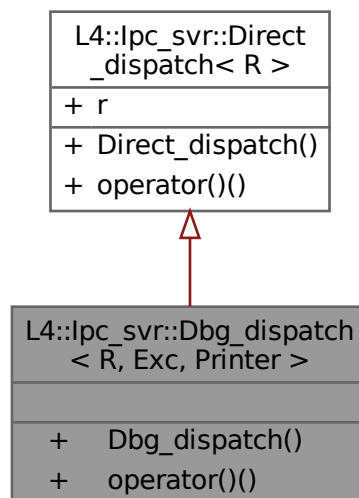 L4::Ipc_svr::Direct
_dispatch< R >
+ r
+ Direct_dispatch()
+ operator()()
L4::Ipc_svr::Dbg_dispatch
< R, Exc, Printer >
+ Dbg_dispatch()
+ operator()()